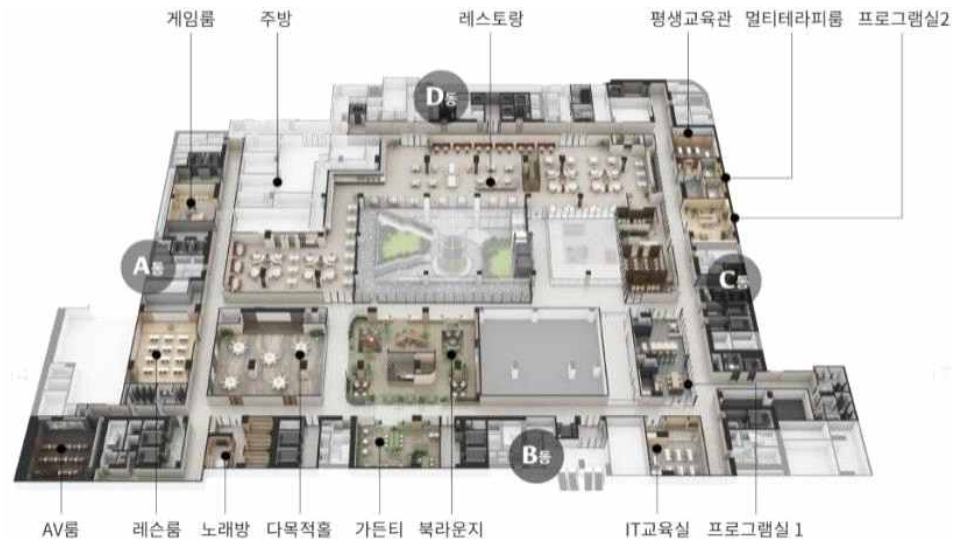 게임룸 주방 레스토랑 평생교육관 멀티테라피룸 프로그램실2
D동
A동
C동
B동
AV룸 레슨룸 노래방 다목적홀 가든티 북라운지 IT교육실 프로그램실 1